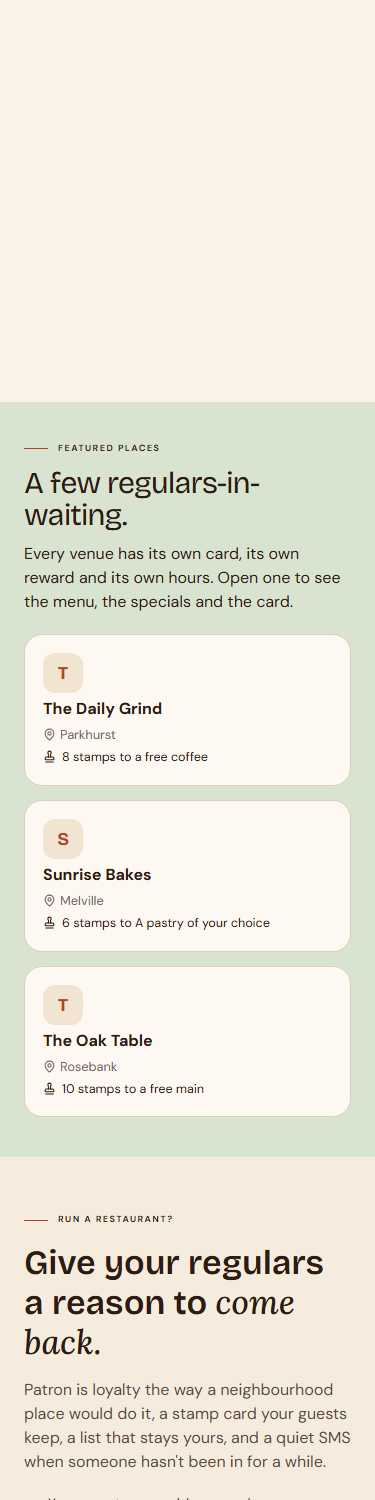 FEATURED PLACES
A few regulars-in-
waiting.
Every venue has its own card, its own
reward and its own hours. Open one to see
the menu, the specials and the card.
T
The Daily Grind
Parkhurst
8 stamps to a free coffee
S
Sunrise Bakes
Melville
6 stamps to A pastry of your choice
T
The Oak Table
Rosebank
10 stamps to a free main
RUN A RESTAURANT?
Give your regulars
a reason to come
back.
Patron is loyalty the way a neighbourhood
place would do it, a stamp card your guests
keep, a list that stays yours, and a quiet SMS
when someone hasn't been in for a while.